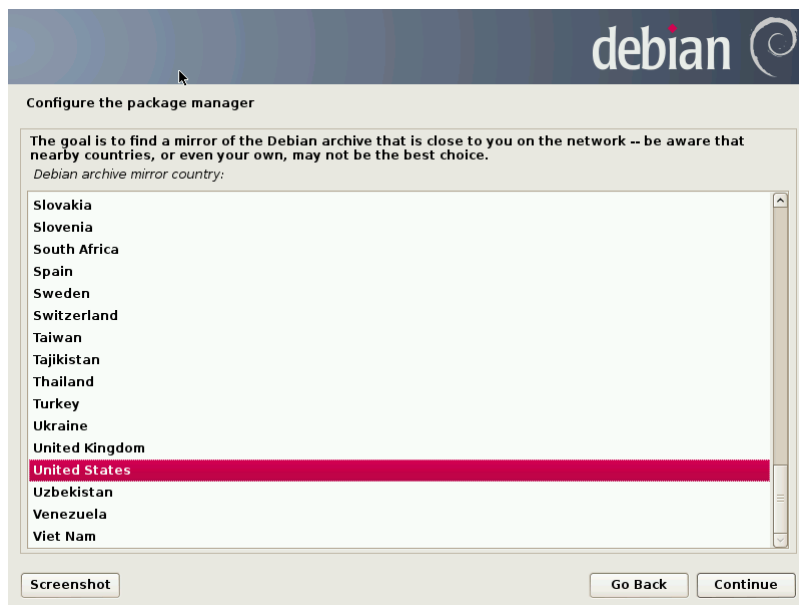 debian
Configure the package manager
The goal is to find a mirror of the Debian archive that is close to you on the network -- be aware that
nearby countries, or even your own, may not be the best choice.
Debian archive mirror country:
Slovakia
Slovenia
South Africa
Spain
Sweden
Switzerland
Taiwan
Tajikistan
Thailand
Turkey
Ukraine
United Kingdom
United States
Uzbekistan
Venezuela
Viet Nam
Screenshot
Go Back
Continue